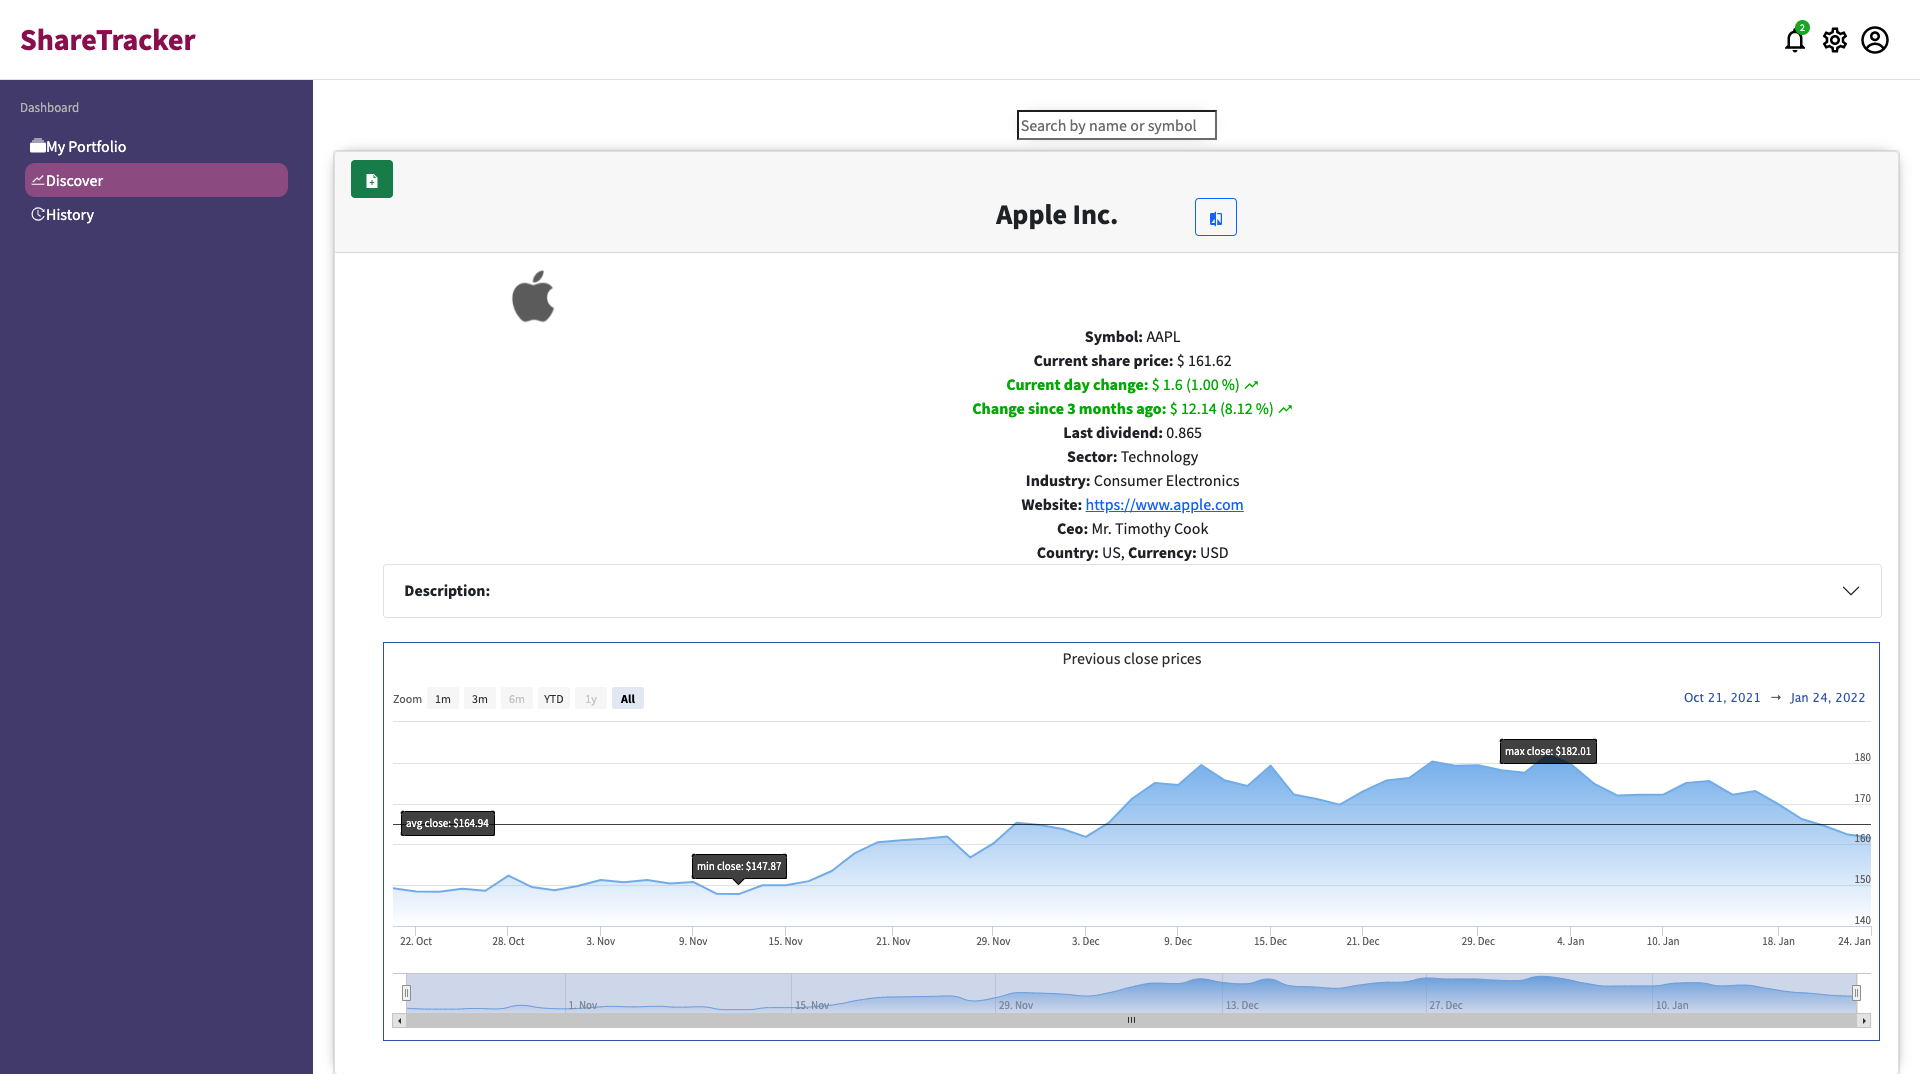 ShareTracker
2
Dashboard
My Portfolio
Discover
History
Search by name or symbol
Apple Inc.
Symbol: AAPL
Current share price: $ 161.62
Current day change: $ 1.6 (1.00 %)
Change since 3 months ago: $ 12.14 (8.12 %)
Last dividend: 0.865
Sector: Technology
Industry: Consumer Electronics
Website: https://www.apple.com
Ceo: Mr. Timothy Cook
Country: US, Currency: USD
Description:
Previous close prices
Zoom 1m 3m 6m YTD 1y All
Oct 21, 2021 → Jan 24, 2022
max close: $182.01
180
170
avg close: $164.94
160
min close: $147.87
150
140
22. Oct 28. Oct 3. Nov 9. Nov 15. Nov 21. Nov 29. Nov 3. Dec 9. Dec 15. Dec 21. Dec 29. Dec 4. Jan 10. Jan 18. Jan 24. Jan
1. Nov 15. Nov 29. Nov 13. Dec 27. Dec 10. Jan